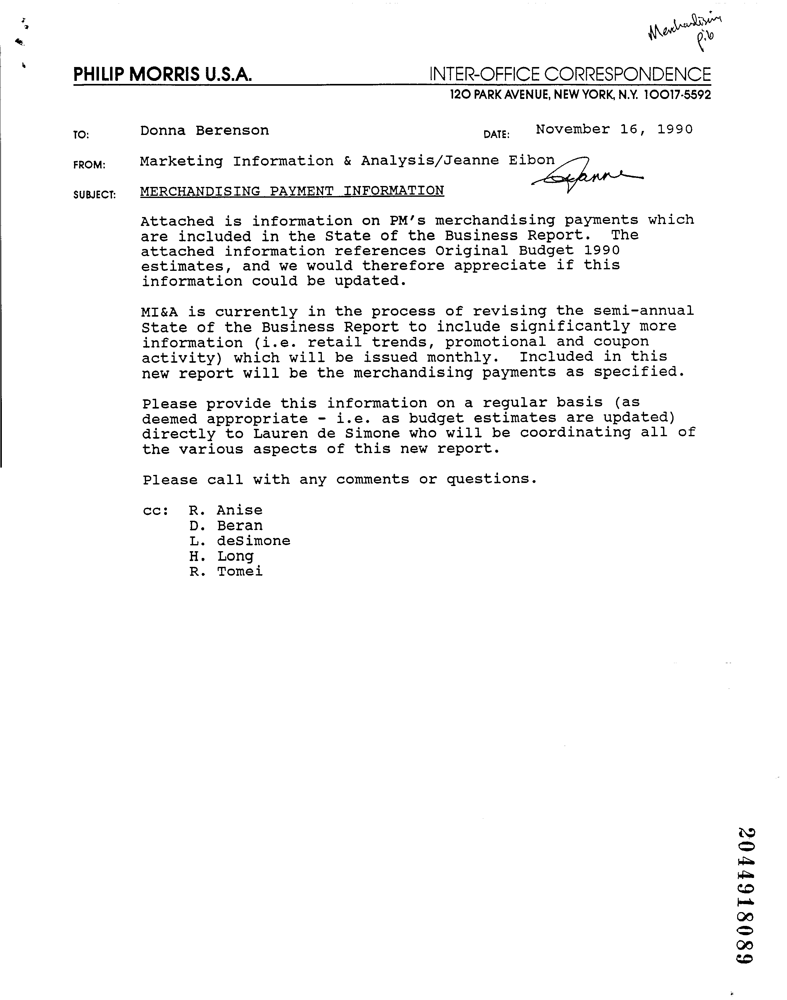 Merchandising
p.6
PHILIP MORRIS U.S.A. INTER-OFFICE CORRESPONDENCE
120 PARK AVENUE, NEW YORK, N.Y. 10017-5592
TO: Donna Berenson DATE: November 16, 1990
FROM: Marketing Information & Analysis/Jeanne Eibon
Jeanne
SUBJECT: MERCHANDISING PAYMENT INFORMATION
Attached is information on PM's merchandising payments which
are included in the State of the Business Report. The
attached information references Original Budget 1990
estimates, and we would therefore appreciate if this
information could be updated.
MI&A is currently in the process of revising the semi-annual
State of the Business Report to include significantly more
information (i.e. retail trends, promotional and coupon
activity) which will be issued monthly. Included in this
new report will be the merchandising payments as specified.
Please provide this information on a regular basis (as
deemed appropriate - i.e. as budget estimates are updated)
directly to Lauren de Simone who will be coordinating all of
the various aspects of this new report.
Please call with any comments or questions.
cc: R. Anise
D. Beran
L. deSimone
H. Long
R. Tomei
2044918089